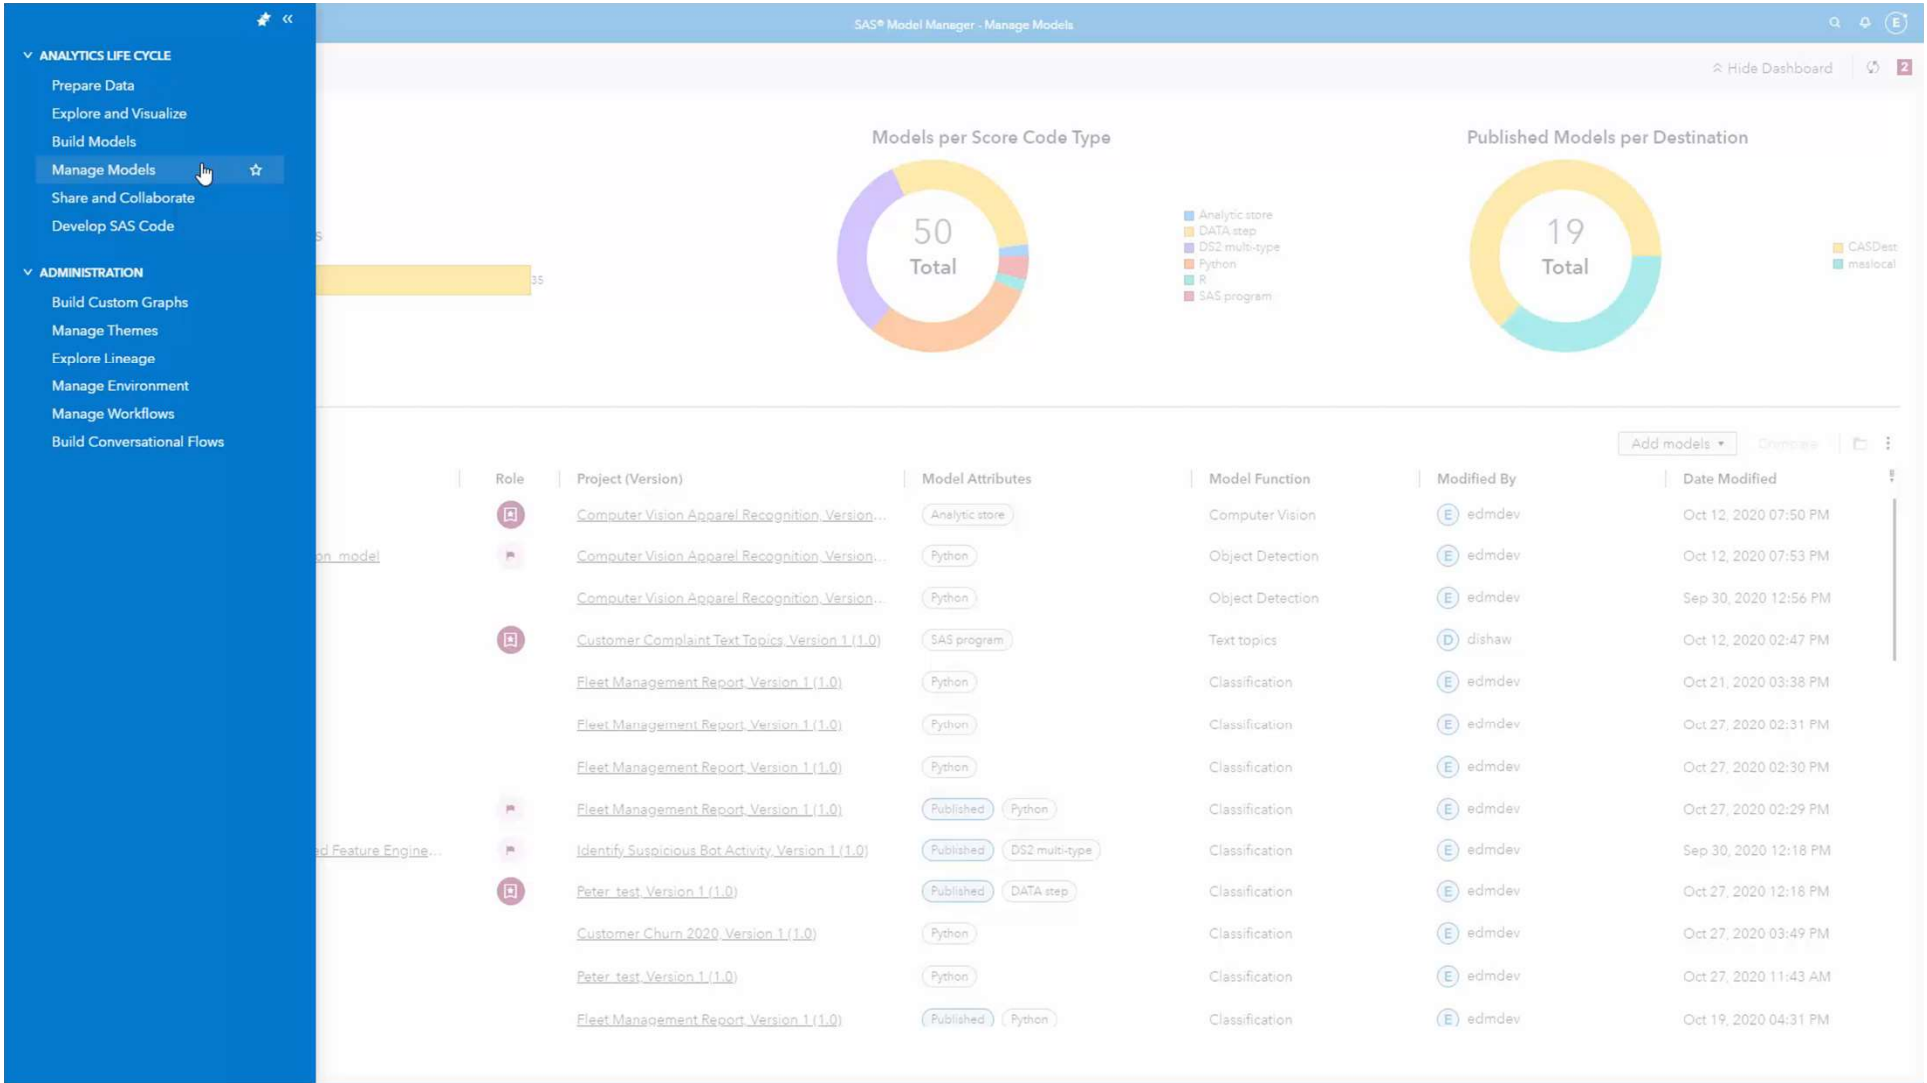 SAS® Model Manager - Manage Models
E
ANALYTICS LIFE CYCLE
Prepare Data
Explore and Visualize
Build Models
Manage Models
Share and Collaborate
Develop SAS Code
ADMINISTRATION
Build Custom Graphs
Manage Themes
Explore Lineage
Manage Environment
Manage Workflows
Build Conversational Flows
Hide Dashboard
2
s
35
Models per Score Code Type
50
Total
Analytic store
DATA step
DS2 multi-type
Python
R
SAS program
Published Models per Destination
19
Total
CASDest
maslocal
Add models
Compare
Role Project (Version) Model Attributes Model Function Modified By Date Modified
Computer Vision Apparel Recognition, Version... Analytic store Computer Vision E edmdev Oct 12, 2020 07:50 PM
on_model Computer Vision Apparel Recognition, Version... Python Object Detection E edmdev Oct 12, 2020 07:53 PM
Computer Vision Apparel Recognition, Version... Python Object Detection E edmdev Sep 30, 2020 12:56 PM
Customer Complaint Text Topics, Version 1 (1.0) SAS program Text topics D dishaw Oct 12, 2020 02:47 PM
Fleet Management Report, Version 1 (1.0) Python Classification E edmdev Oct 21, 2020 03:38 PM
Fleet Management Report, Version 1 (1.0) Python Classification E edmdev Oct 27, 2020 02:31 PM
Fleet Management Report, Version 1 (1.0) Python Classification E edmdev Oct 27, 2020 02:30 PM
Fleet Management Report, Version 1 (1.0) Published Python Classification E edmdev Oct 27, 2020 02:29 PM
ed Feature Engine... Identify Suspicious Bot Activity, Version 1 (1.0) Published DS2 multi-type Classification E edmdev Sep 30, 2020 12:18 PM
Peter_test, Version 1 (1.0) Published DATA step Classification E edmdev Oct 27, 2020 12:18 PM
Customer Churn 2020, Version 1 (1.0) Python Classification E edmdev Oct 27, 2020 03:49 PM
Peter_test, Version 1 (1.0) Python Classification E edmdev Oct 27, 2020 11:43 AM
Fleet Management Report, Version 1 (1.0) Published Python Classification E edmdev Oct 19, 2020 04:31 PM